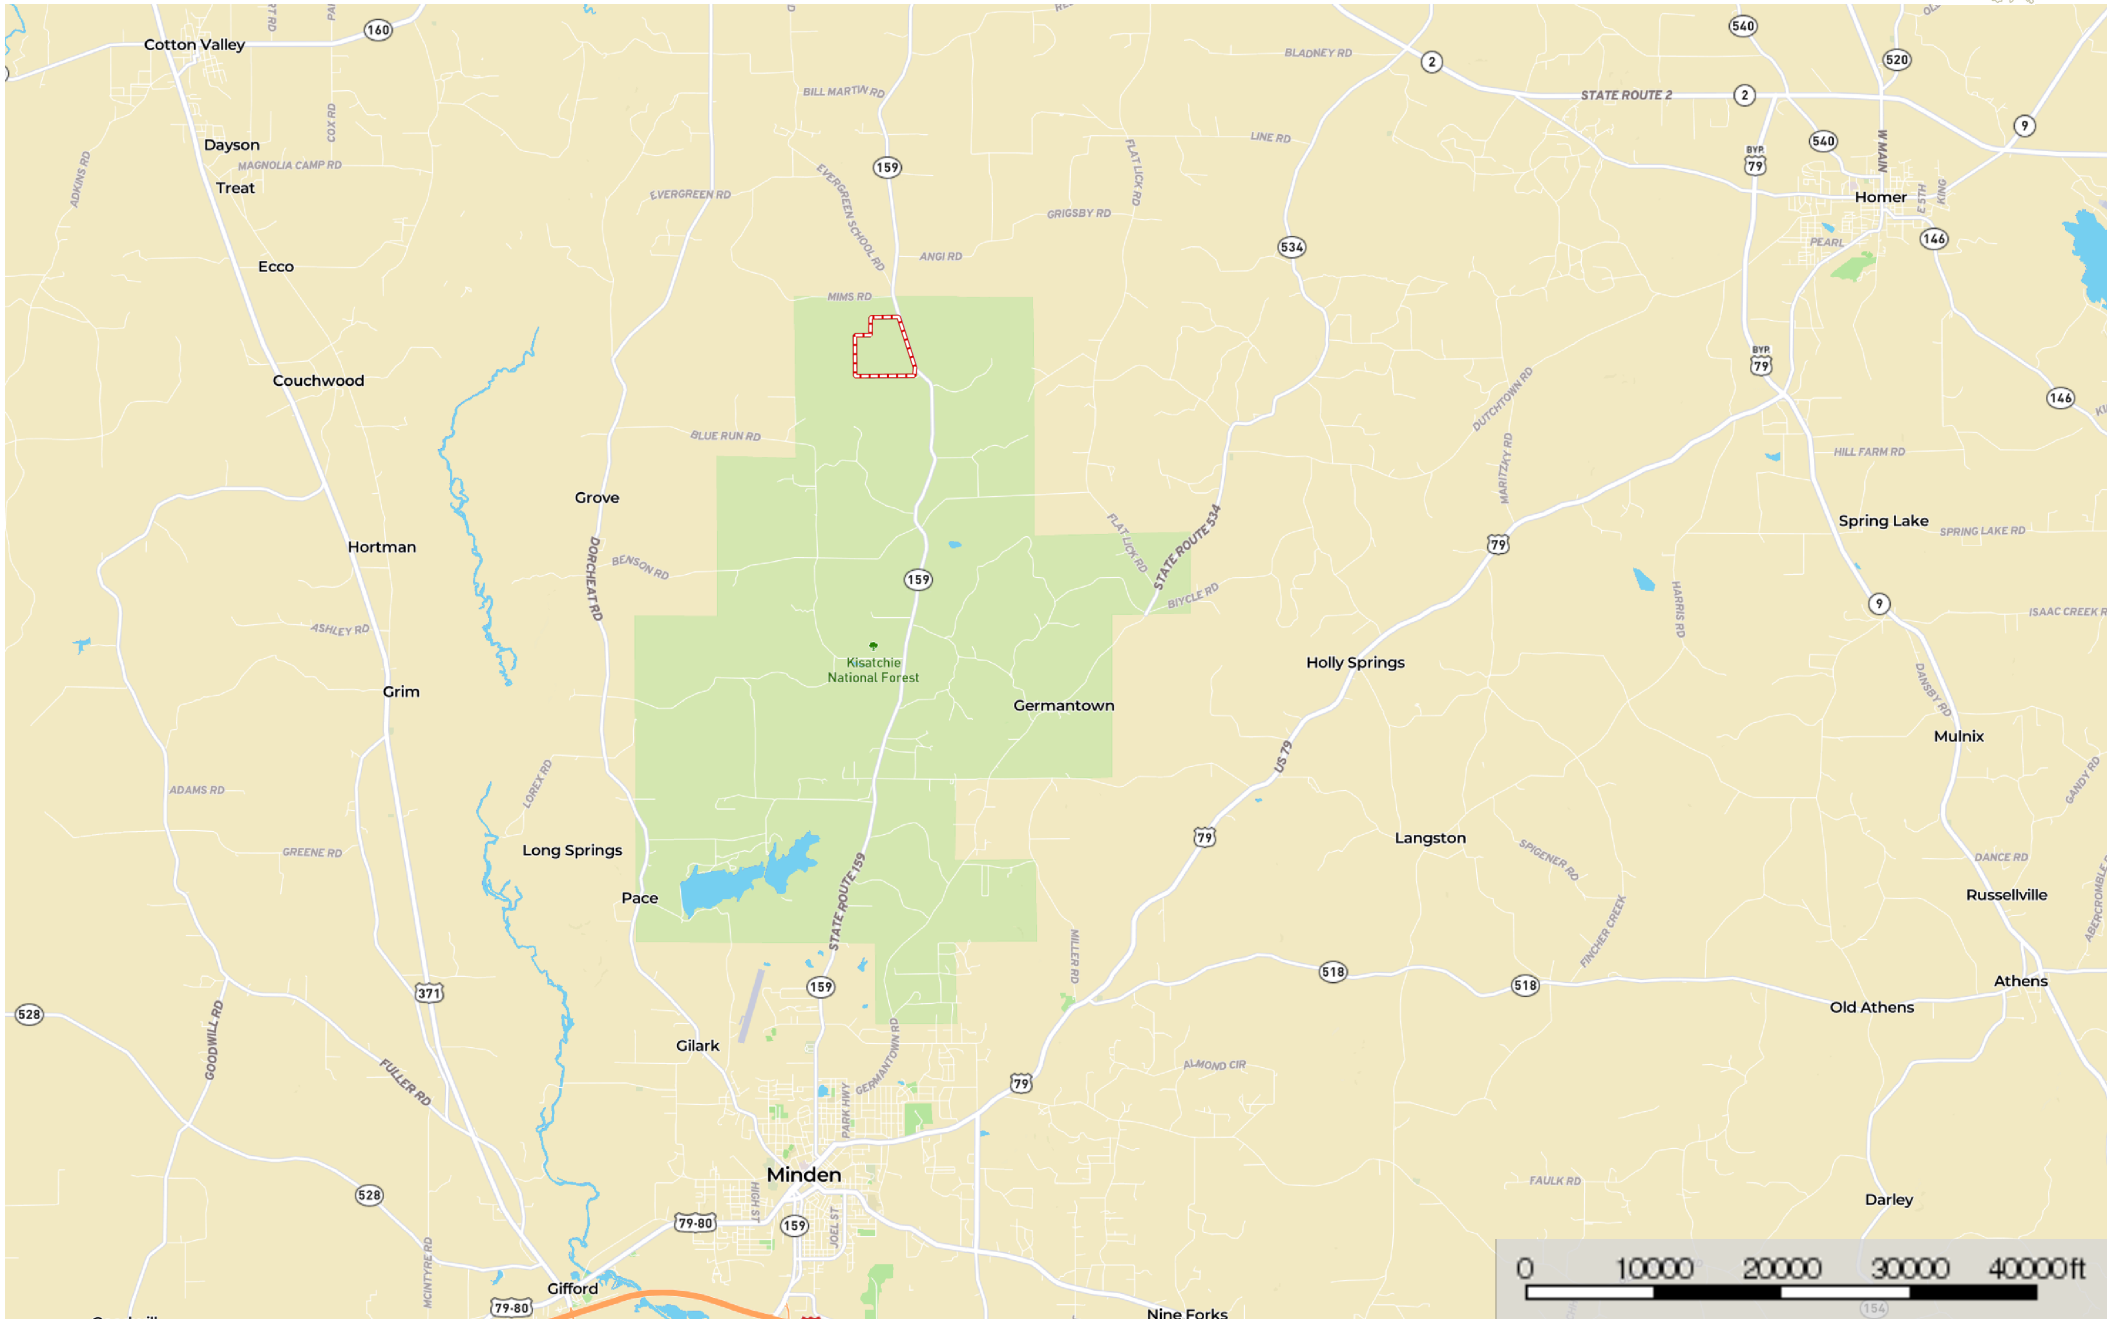 160
Cotton Valley
BLADNEY RD
2
540
520
BILL MARTIN RD
STATE ROUTE 2
2
COX RD
9
LINE RD
540
W MAIN
Dayson
MAGNOLIA CAMP RD
159
FLAT LICK RD
BYP.
79
ADKINS RD
Treat
EVERGREEN RD
EVERGREEN SCHOOL RD
Homer
E 5TH
KING
GRIGSBY RD
534
PEARL
146
Ecco
ANGI RD
MIMS RD
BYP.
79
Couchwood
DUTCHTOWN RD
146
BLUE RUN RD
MARITZKY RD
HILL FARM RD
Grove
STATE ROUTE 534
FLAT LICK RD
Spring Lake
SPRING LAKE RD
Hortman
DORCHEAT RD
BENSON RD
159
79
BIYCLE RD
HARRIS RD
9
ISAAC CREEK R
ASHLEY RD
Kisatchie
National Forest
Holly Springs
Grim
DANSBY RD
Germantown
Mulnix
US 79
LOREX RD
GANDY RD
ADAMS RD
79
Langston
GREENE RD
Long Springs
SPIGENER RD
DANCE RD
Pace
STATE ROUTE 159
Russellville
FINCHER CREEK
ABERCROMBLE
MILLER RD
518
518
Athens
159
371
528
Old Athens
GOODWILL RD
Gilark
GERMANTOWN RD
ALMOND CIR
FULLER RD
79
PARK HWY
Minden
FAULK RD
528
HIGH ST
Darley
79-80
159
JOEL ST
MCINTYRE RD
Gifford
0 10000 20000 30000 40000ft
79-80
154
Nine Forks